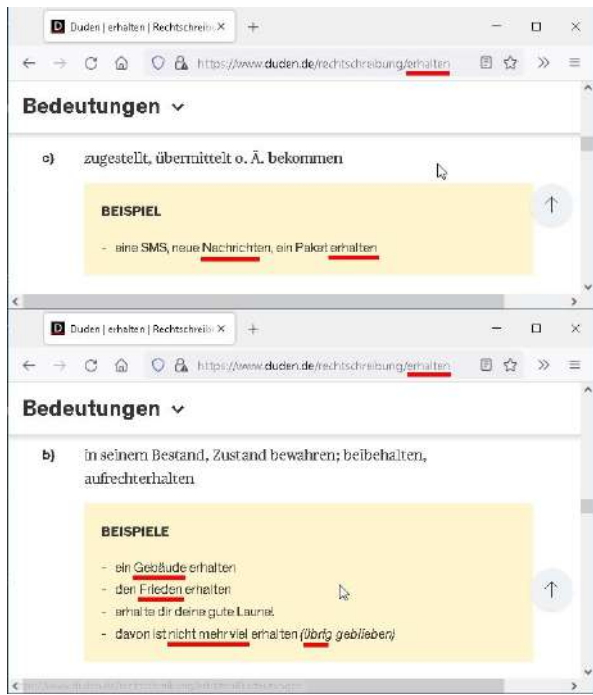 Duden | erhalten | Rechtschreib
https://www.duden.de/rechtschreibung/erhalten
Bedeutungen
c) zugestellt, übermittelt o. Ä. bekommen
BEISPIEL
- eine SMS, neue Nachrichten, ein Paket erhalten
Duden | erhalten | Rechtschreib
https://www.duden.de/rechtschreibung/erhalten
Bedeutungen
b) in seinem Bestand, Zustand bewahren; beibehalten,
aufrechterhalten
BEISPIELE
- ein Gebäude erhalten
- den Frieden erhalten
- erhalte dir deine gute Laune!
- davon ist nicht mehr viel erhalten (übrig geblieben)